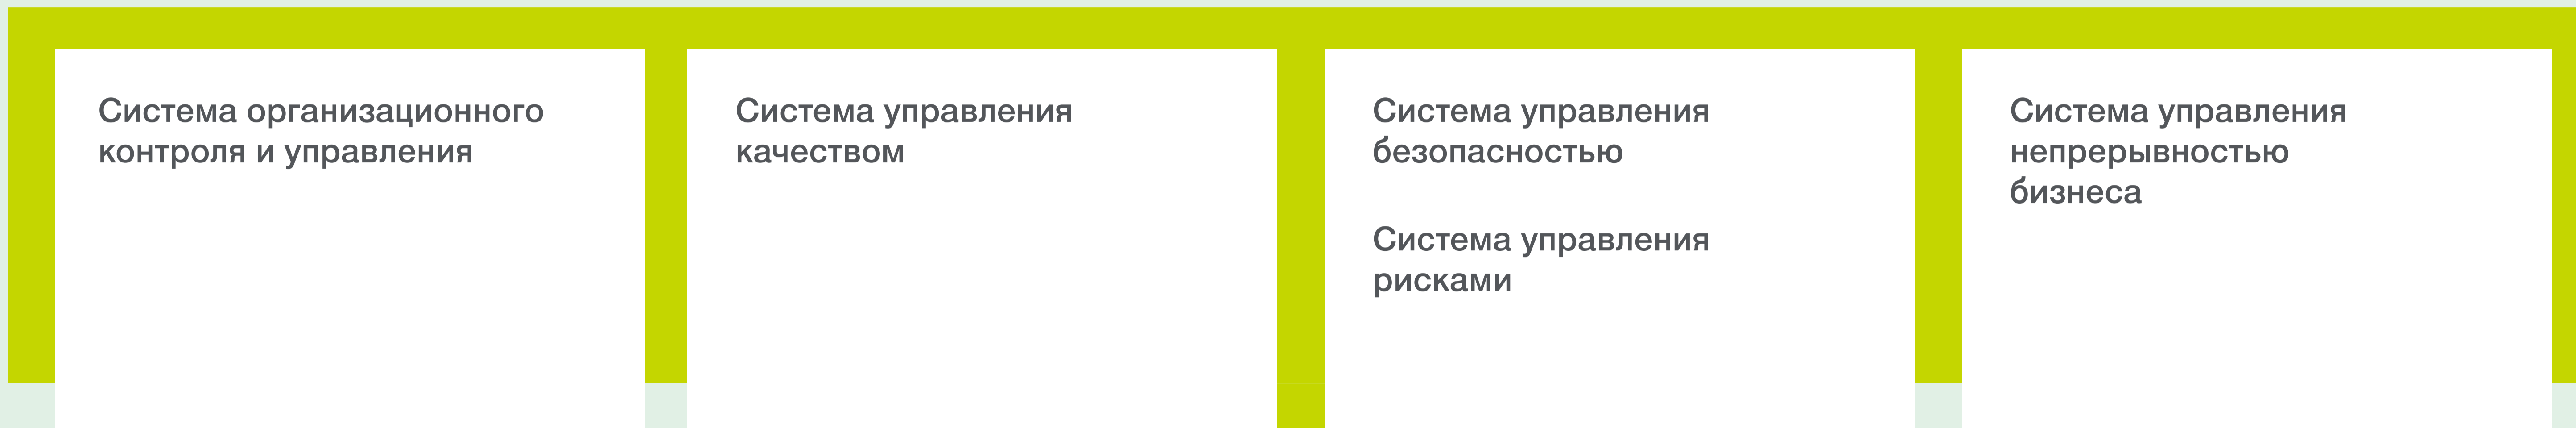 Система организационного
контроля и управления
Система управления
качеством
Система управления
безопасностью
Система управления
рисками
Система управления
непрерывностью
бизнеса